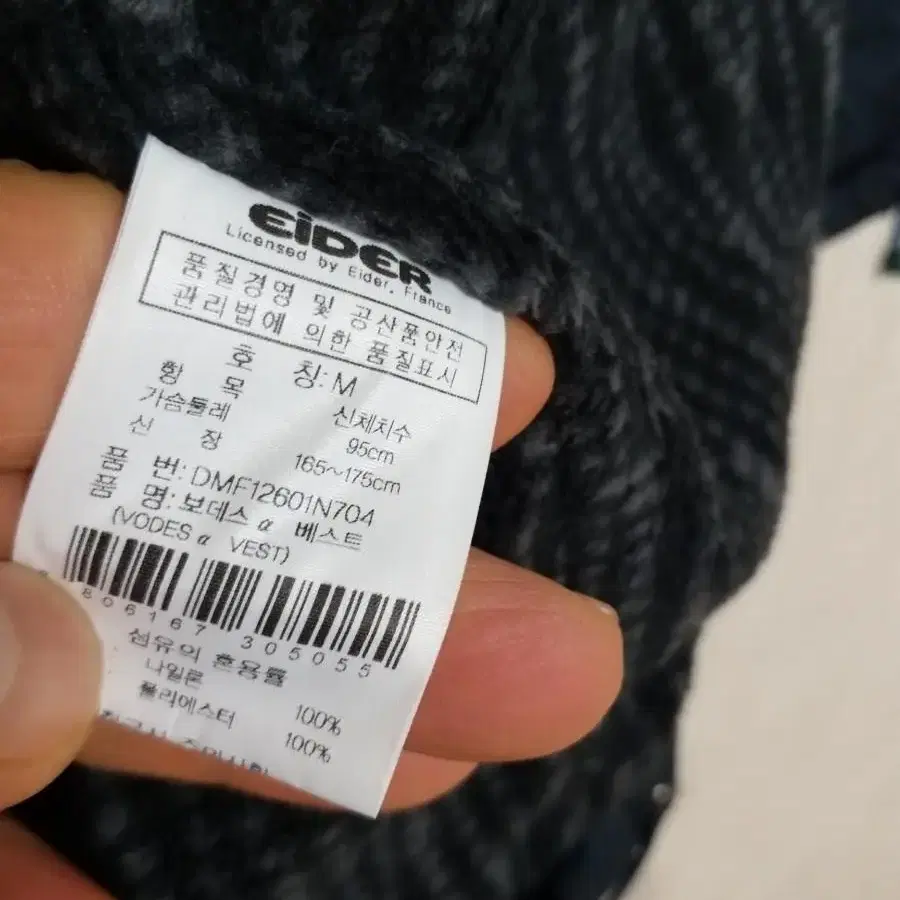 EiDER
Licensed by Eider, France
품질경영 및 공산품안전
관리법에 의한 품질표시
호 칭: M
항 목 신체치수
가슴둘레 95cm
신 장 165~175cm
품 번: DMF12601N704
품 명: 보데스 α 베스트
(VODES α VEST)
806167 305055
섬유의 혼용률
나일론 100%
폴리에스터 100%